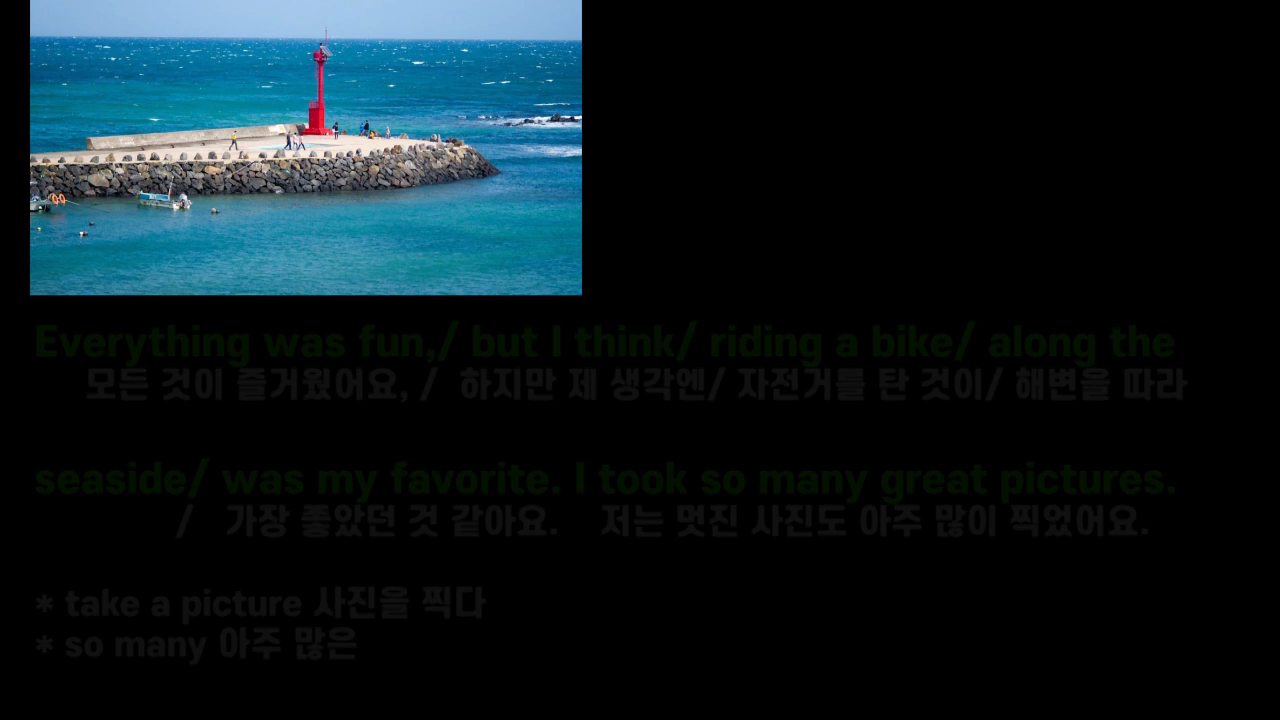 Everything was fun,/ but I think/ riding a bike/ along the
모든 것이 즐거웠어요, / 하지만 제 생각엔/ 자전거를 탄 것이/ 해변을 따라
seaside/ was my favorite. I took so many great pictures.
/ 가장 좋았던 것 같아요. 저는 멋진 사진도 아주 많이 찍었어요.
* take a picture 사진을 찍다
* so many 아주 많은